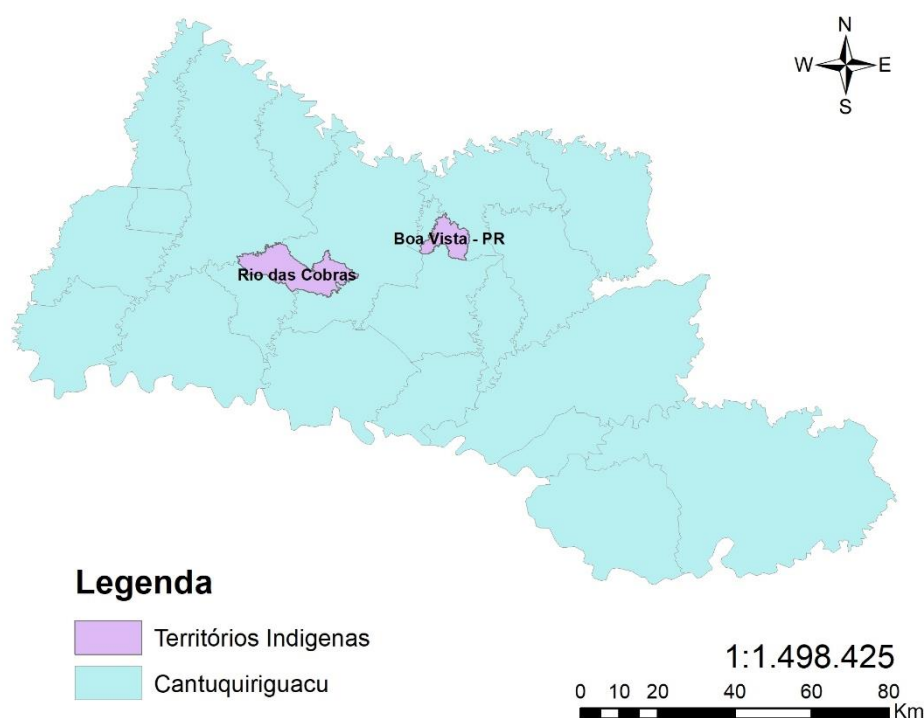 N
W E
S
Boa Vista - PR
Rio das Cobras
Legenda
Territórios Indigenas
Cantuquiriguacu
1:1.498.425
0 10 20 40 60 80
Km